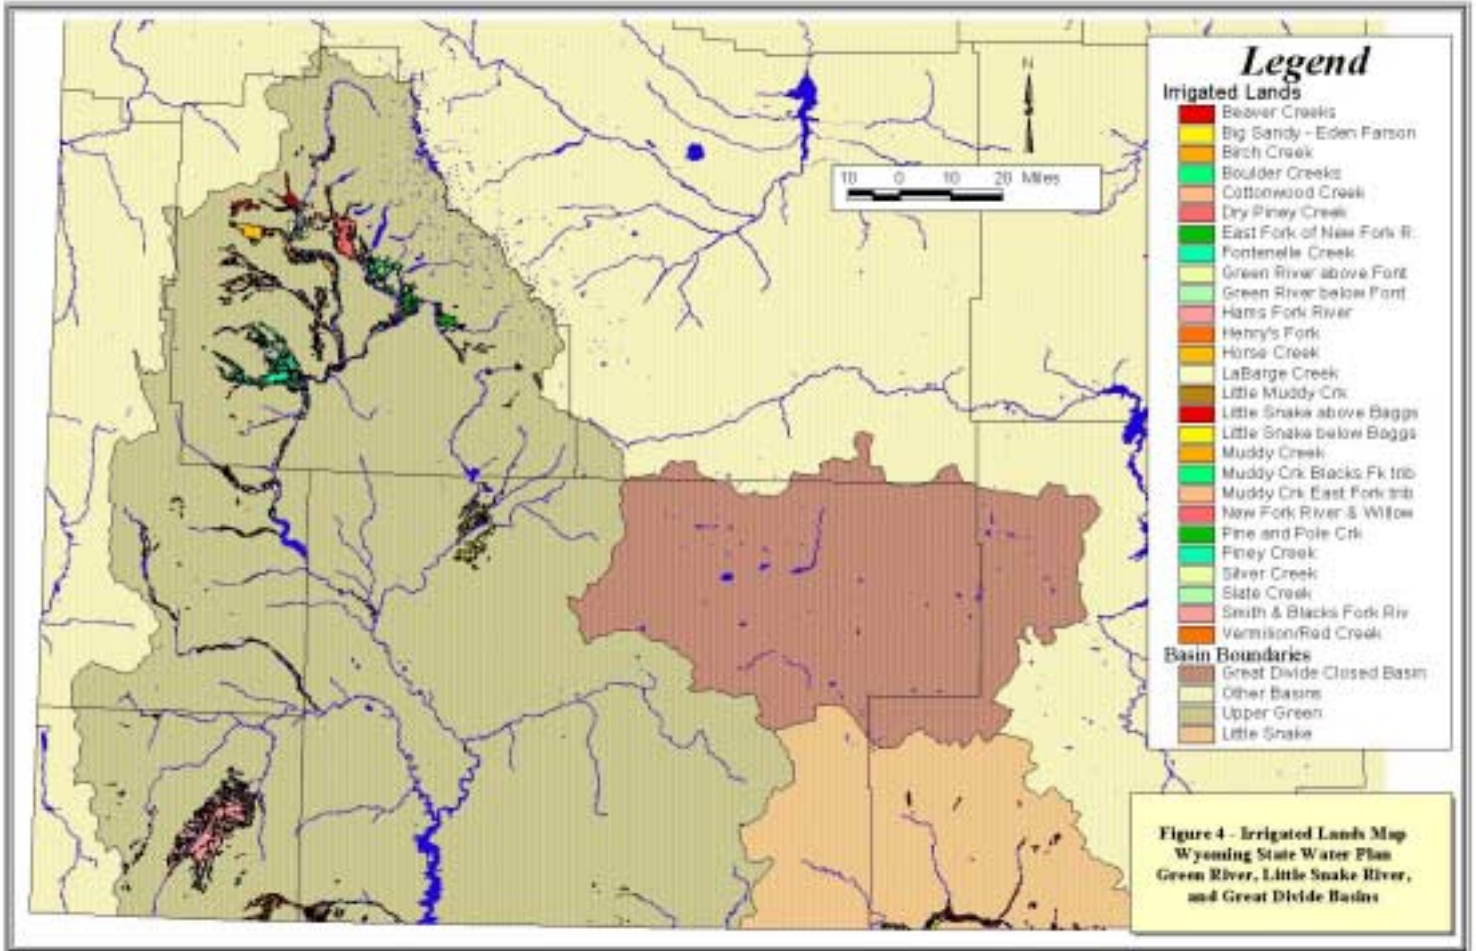 Legend
Irrigated Lands
Beaver Creeks
Big Sandy - Eden Farson
Birch Creek
Boulder Creeks
Cottonwood Creek
Dry Piney Creek
East Fork of New Fork R.
Fontenelle Creek
Green River above Font
Green River below Font
Hams Fork River
Henry's Fork
Horse Creek
LaBarge Creek
Little Muddy Crk
Little Snake above Baggs
Little Snake below Baggs
Muddy Creek
Muddy Crk Blacks Fk trib
Muddy Crk East Fork trib
New Fork River & Willow
Pine and Pole Crk
Piney Creek
Silver Creek
Slate Creek
Smith & Blacks Fork Riv
Vermilion/Red Creek
Basin Boundaries
Great Divide Closed Basin
Other Basins
Upper Green
Little Snake
N
10 0 10 20 Miles
Figure 4 - Irrigated Lands Map
Wyoming State Water Plan
Green River, Little Snake River,
and Great Divide Basins